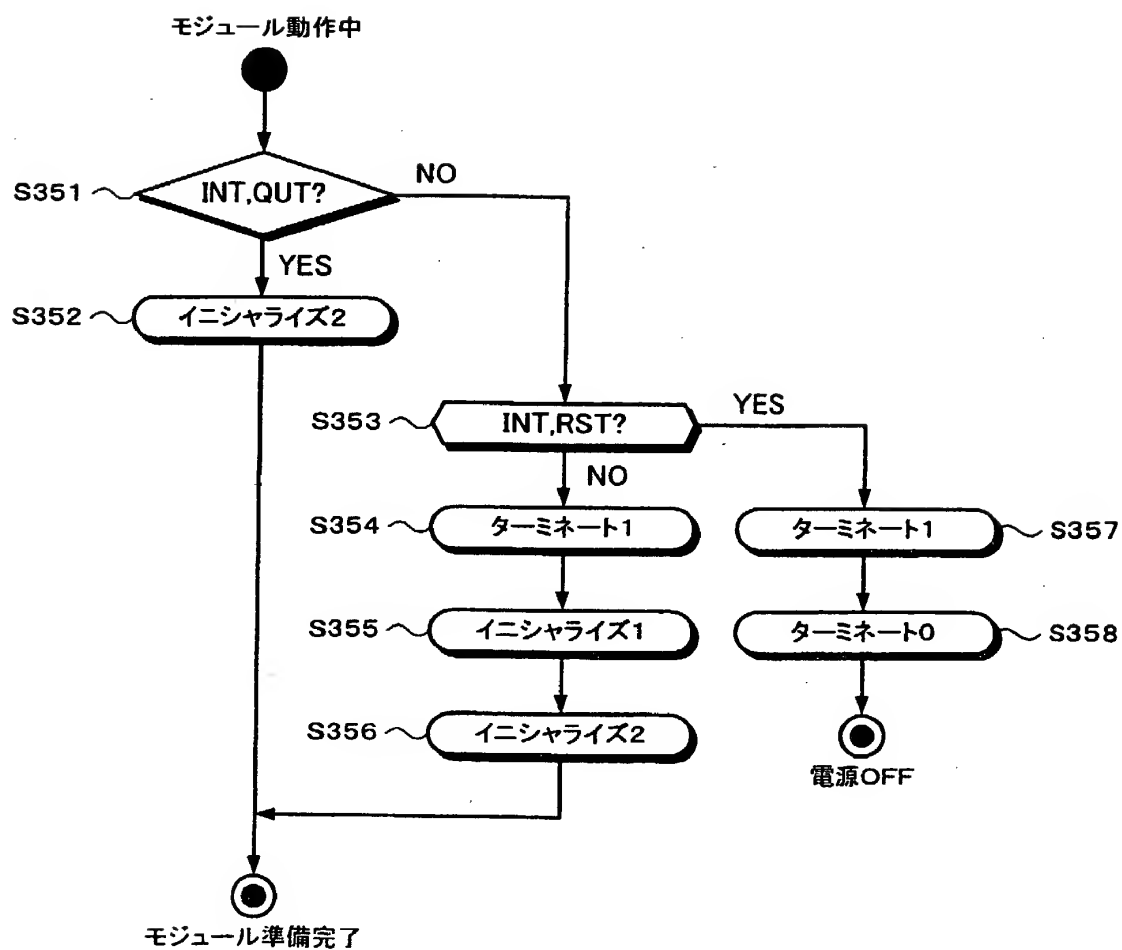 モジュール動作中
S351
INT,QUT?
NO
YES
S352
イニシャライズ2
S353
INT,RST?
YES
NO
S354
ターミネート1
ターミネート1
S357
S355
イニシャライズ1
ターミネート0
S358
S356
イニシャライズ2
電源OFF
モジュール準備完了